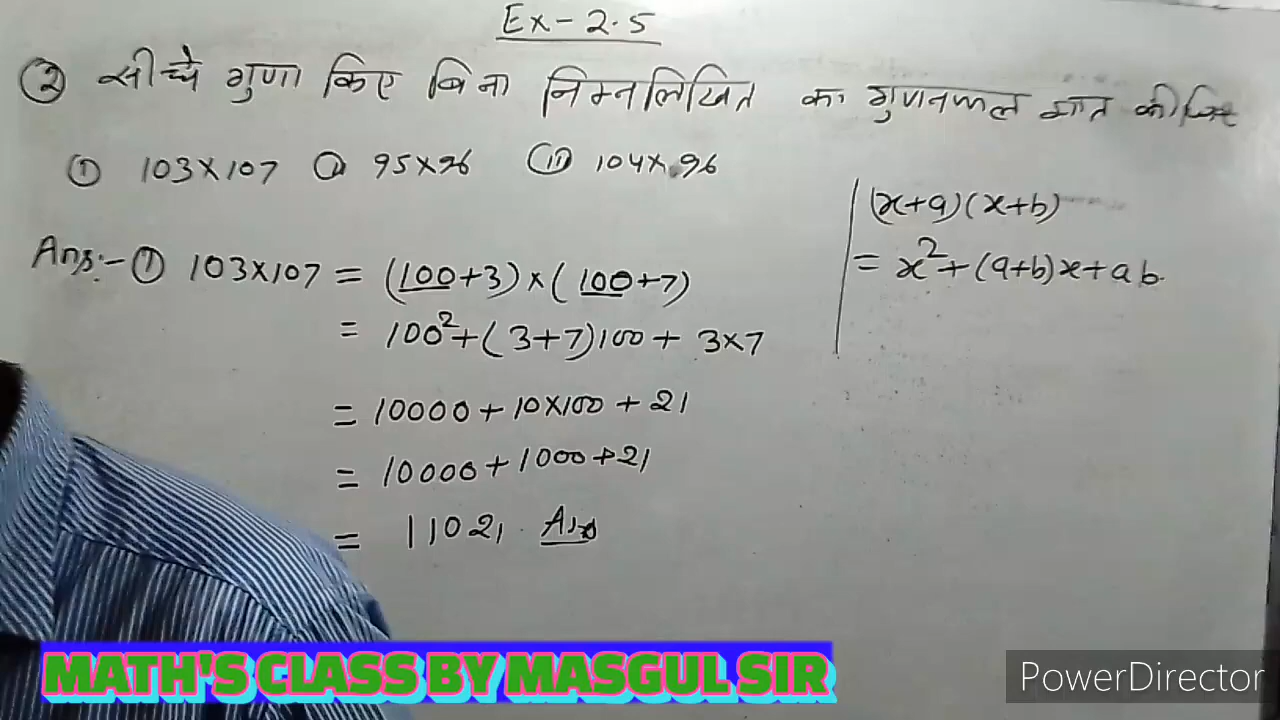 Ex-2.5
② सीधे गुणा किए बिना निम्नलिखित का गुणनफल ज्ञात कीजिए
① 103×107 ② 95×96 ⑪ 104×96
(x+a)(x+b)
= x²+(a+b)x+ab.
Ans:-① 103×107 = (100+3)×(100+7)
= 100²+(3+7)100+ 3×7
= 10000+10×100+21
= 10000+1000+21
= 11021. Ans
MATH'S CLASS BY MASGUL SIR
PowerDirector